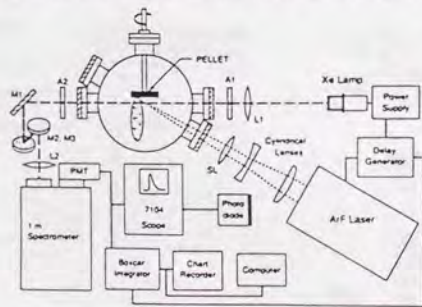 PELLET
M1
A2
A1
Xe Lamp
Power
Supply
L1
M2, M3
L2
SL
Cylindrical
Lenses
Delay
Generator
PMT
7104
Scope
Photo
diode
ArF Laser
1 m
Spectrometer
Boxcar
Integrator
Chart
Recorder
Computer